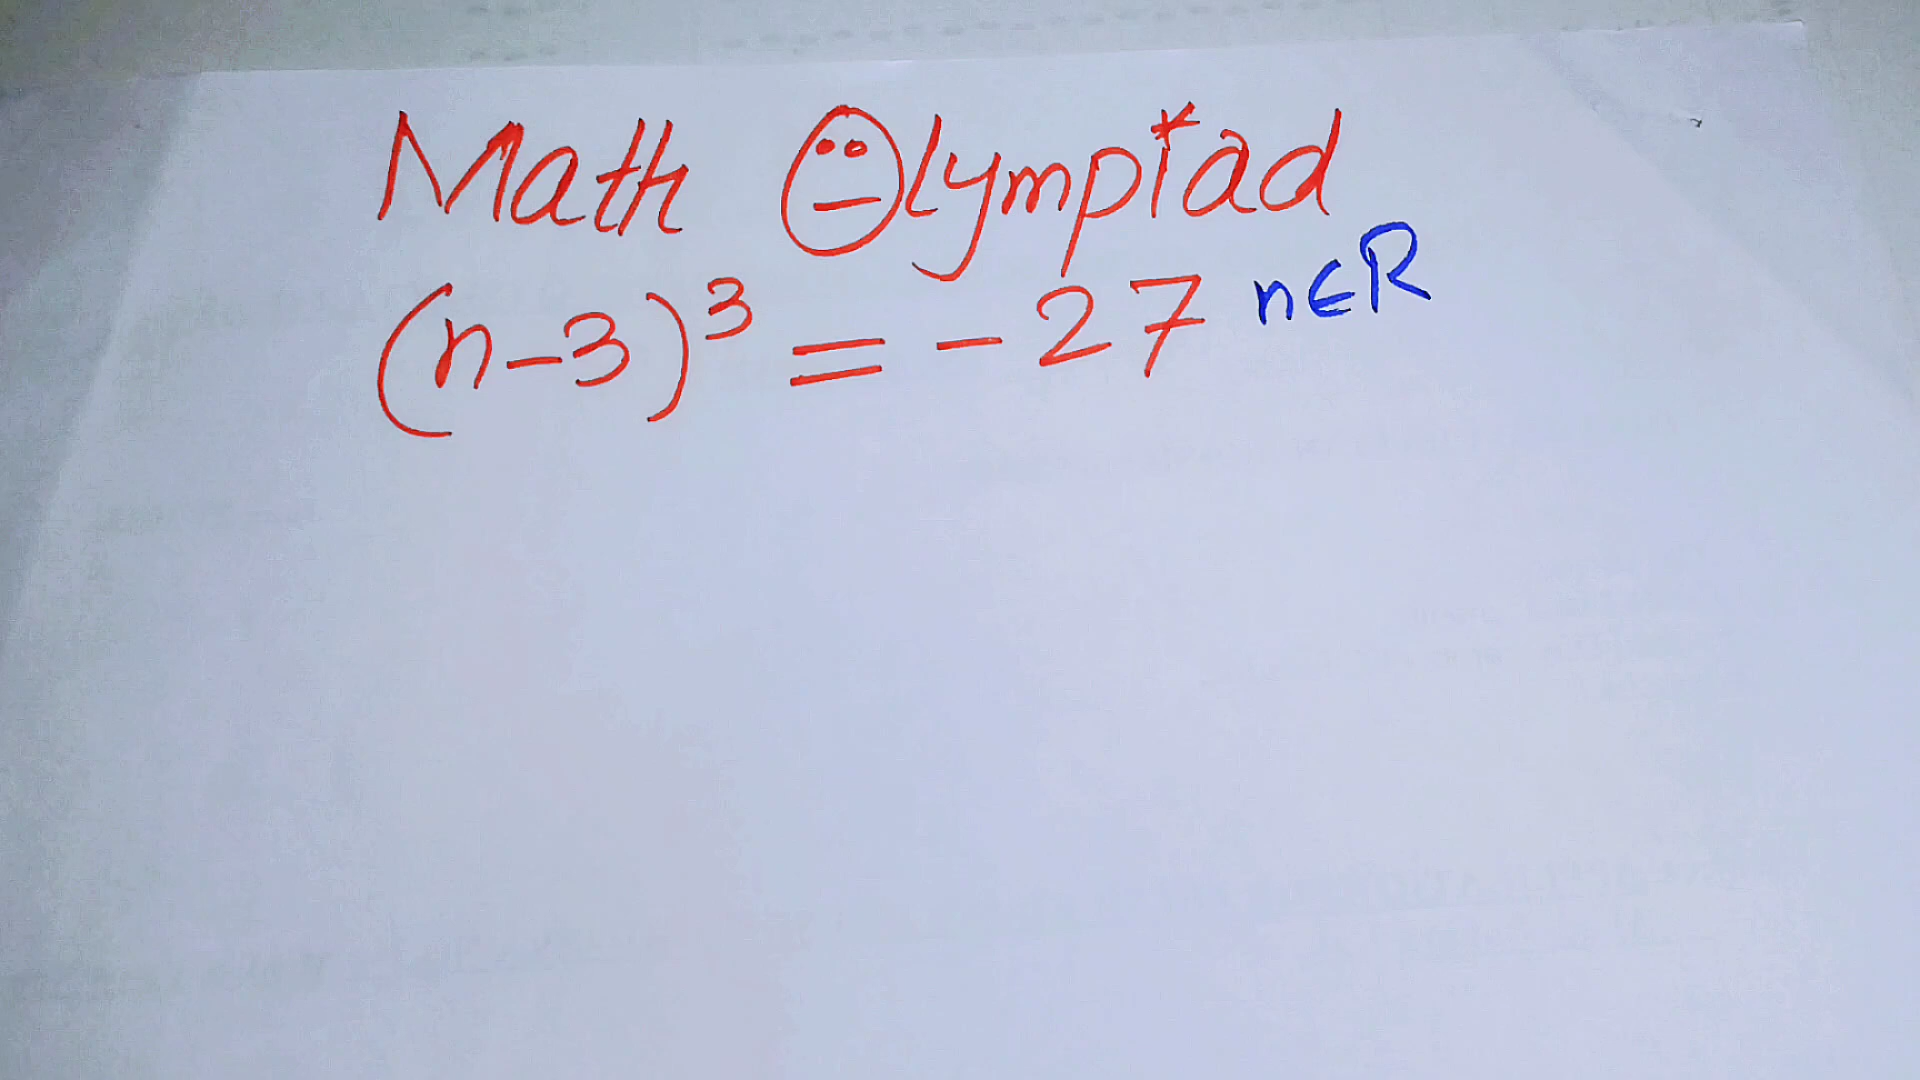 Math Olympiad
(n-3)³ = -27 n∈R